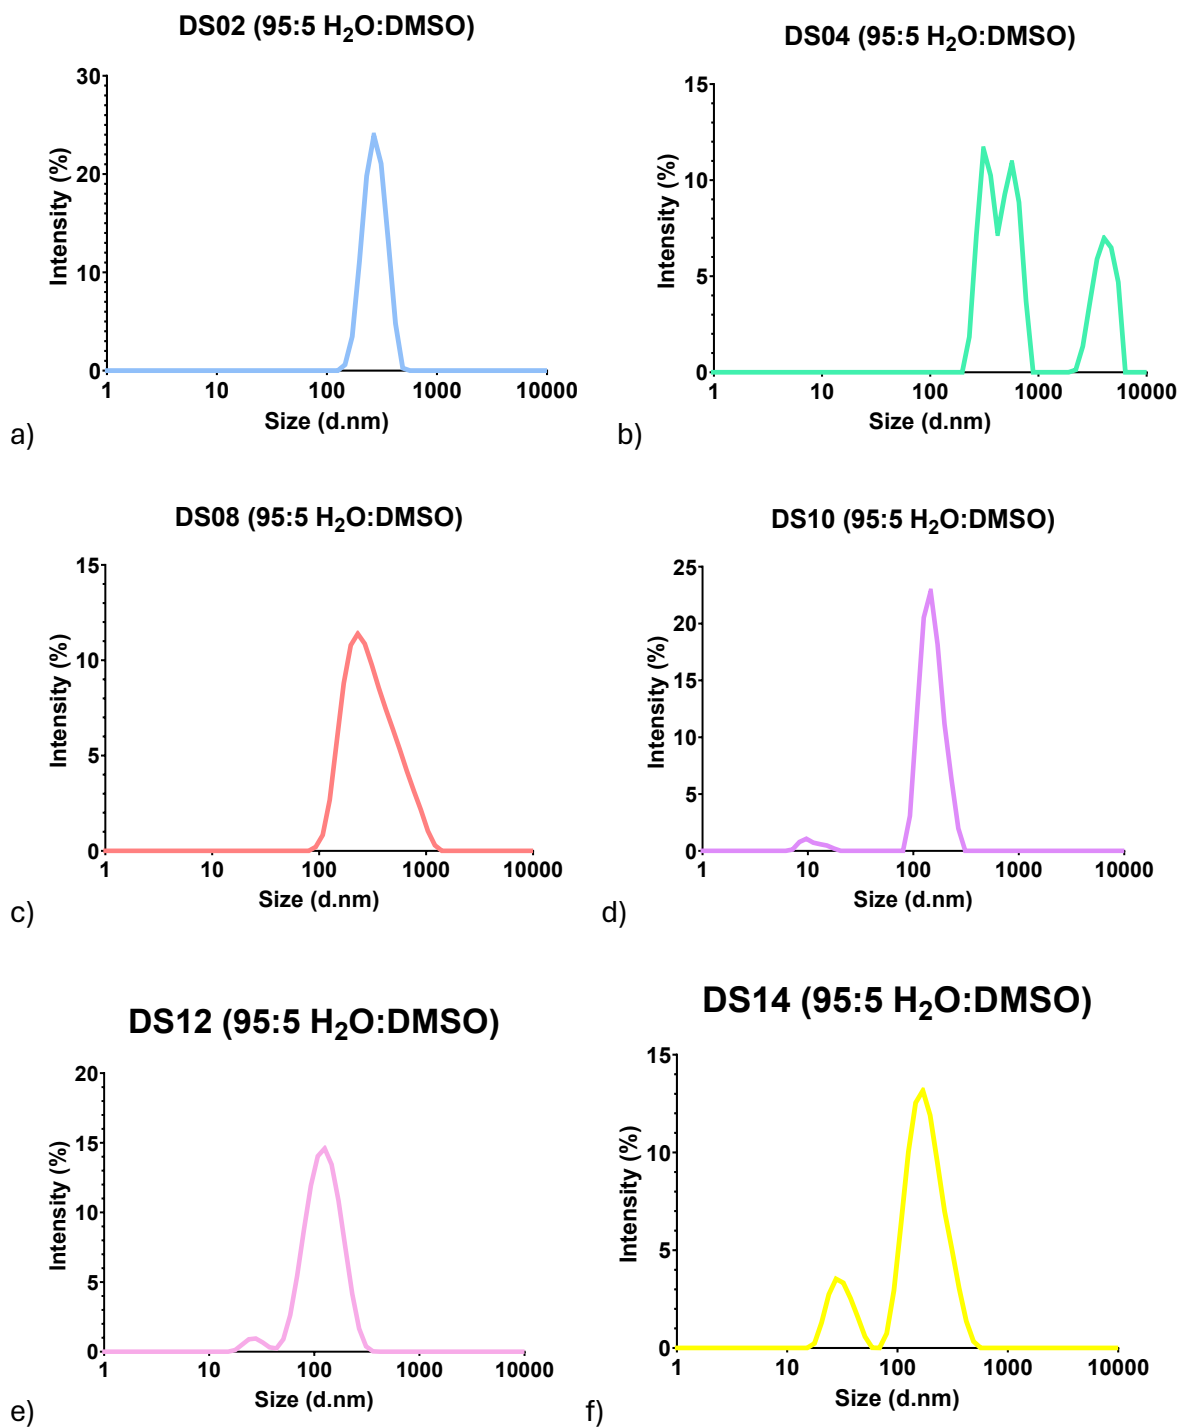 DS02 (95:5 H₂O:DMSO)
30
20
10
0
Intensity (%)
1 10 100 1000 10000
Size (d.nm)
a)
DS04 (95:5 H₂O:DMSO)
15
10
5
0
Intensity (%)
1 10 100 1000 10000
Size (d.nm)
b)
DS08 (95:5 H₂O:DMSO)
15
10
5
0
Intensity (%)
1 10 100 1000 10000
Size (d.nm)
c)
DS10 (95:5 H₂O:DMSO)
25
20
15
10
5
0
Intensity (%)
1 10 100 1000 10000
Size (d.nm)
d)
DS12 (95:5 H₂O:DMSO)
20
15
10
5
0
Intensity (%)
1 10 100 1000 10000
Size (d.nm)
e)
DS14 (95:5 H₂O:DMSO)
15
10
5
0
Intensity (%)
1 10 100 1000 10000
Size (d.nm)
f)